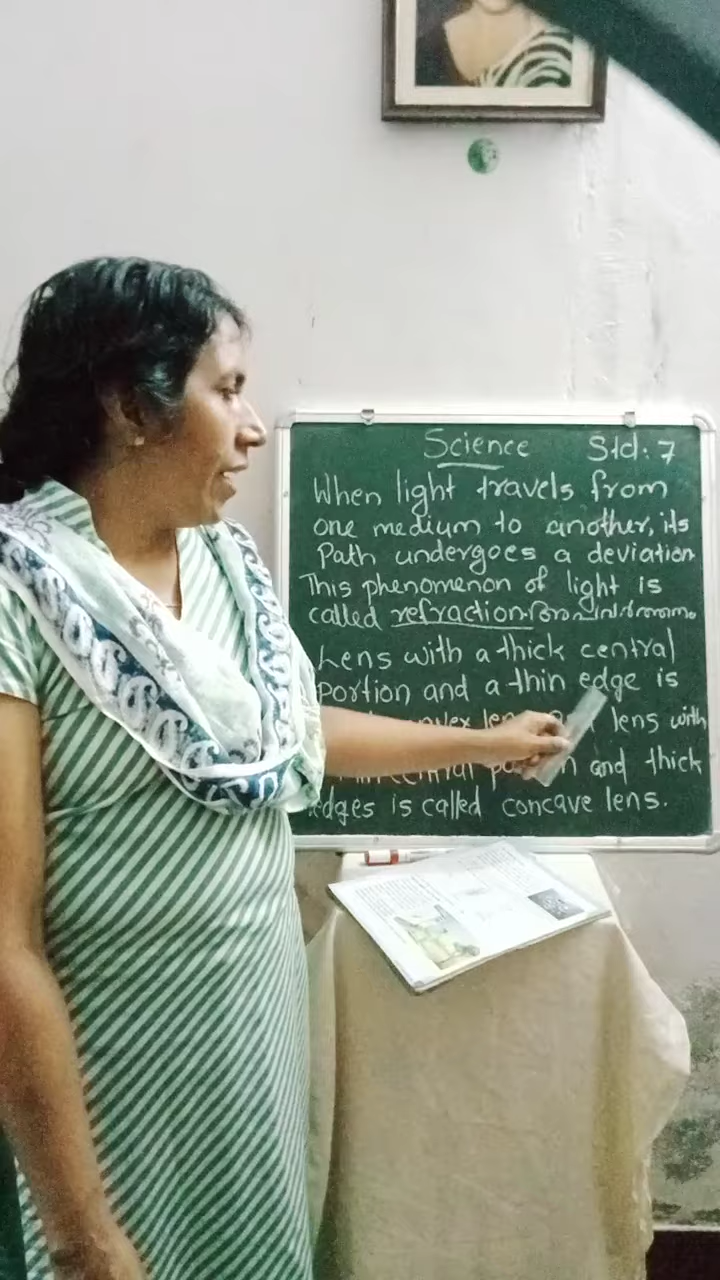 Science Std: 7
When light travels from
one medium to another, its
Path undergoes a deviation
This phenomenon of light is
called refraction.
Lens with a thick central
portion and a thin edge is
lens with
central and thick
edges is called concave lens.